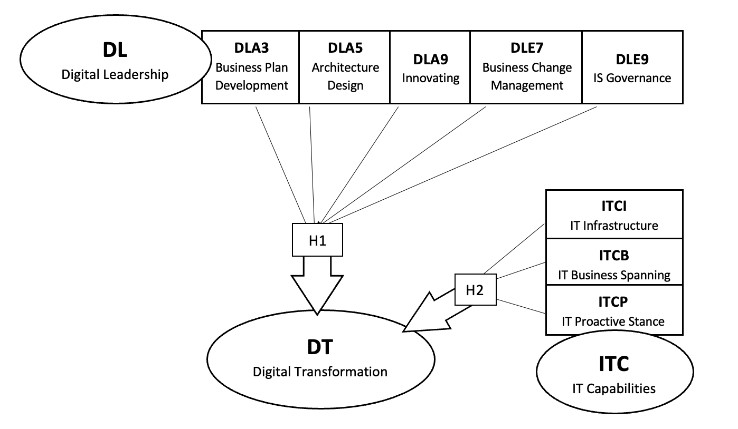 DL
Digital Leadership
DLA3
Business Plan
Development
DLA5
Architecture
Design
DLA9
Innovating
DLE7
Business Change
Management
DLE9
IS Governance
H1
ITCI
IT Infrastructure
ITCB
IT Business Spanning
ITCP
IT Proactive Stance
H2
DT
Digital Transformation
ITC
IT Capabilities